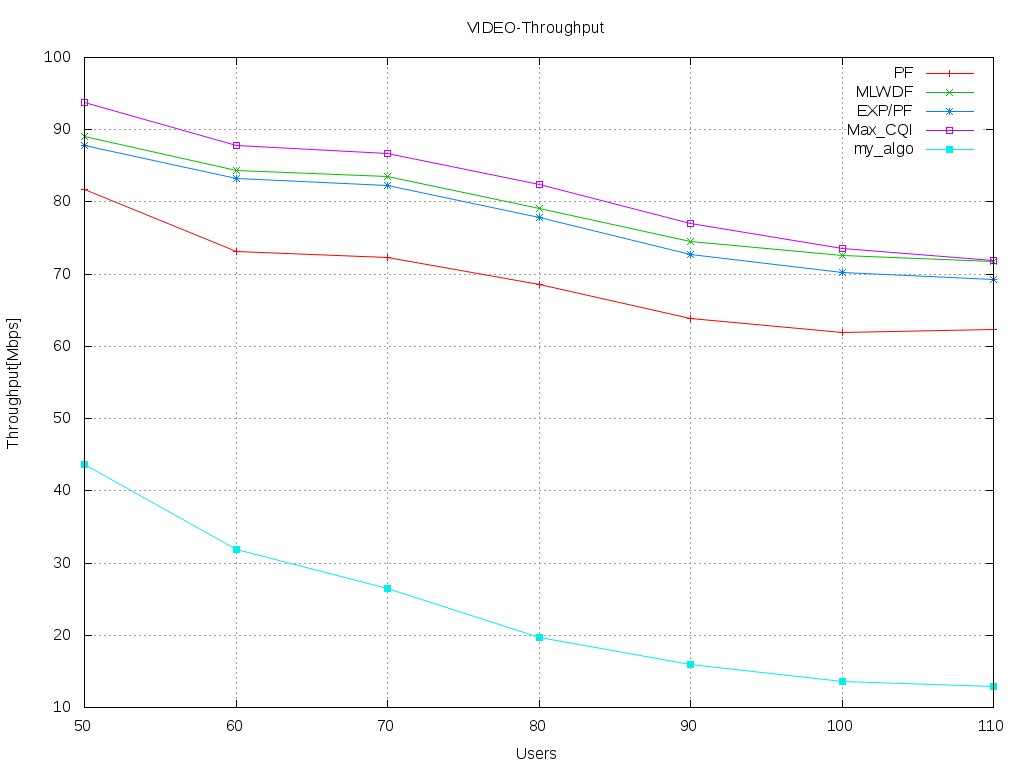 VIDEO-Throughput
100
90
80
70
60
50
40
30
20
10
Throughput[Mbps]
PF
MLWDF
EXP/PF
Max_CQI
my_algo
50 60 70 80 90 100 110
Users